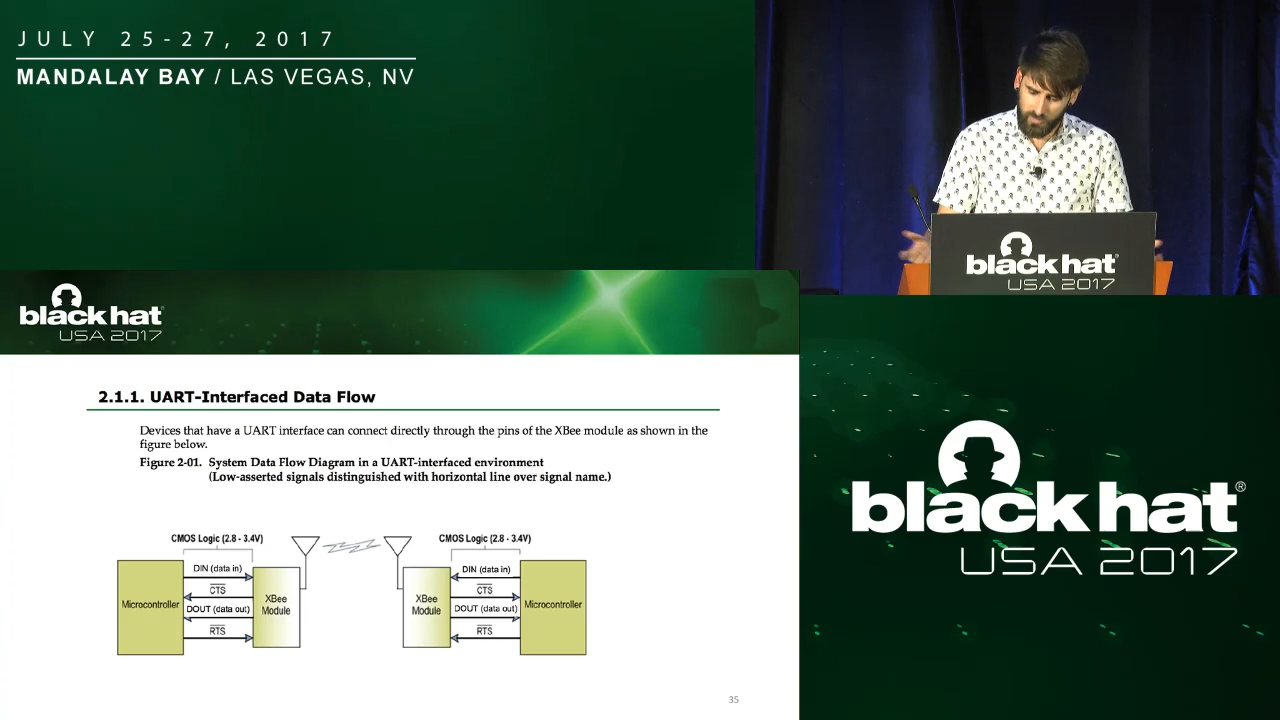 JULY 25-27, 2017
MANDALAY BAY / LAS VEGAS, NV
black hat
USA 2017
black hat
USA 2017
2.1.1. UART-Interfaced Data Flow
Devices that have a UART interface can connect directly through the pins of the XBee module as shown in the
figure below.
Figure 2-01. System Data Flow Diagram in a UART-interfaced environment
(Low-asserted signals distinguished with horizontal line over signal name.)
CMOS Logic (2.8 - 3.4V)
CMOS Logic (2.8 - 3.4V)
DIN (data in)
CTS
DOUT (data out)
RTS
Microcontroller
XBee
Module
XBee
Module
DIN (data in)
CTS
DOUT (data out)
RTS
Microcontroller
35
black hat®
USA 2017